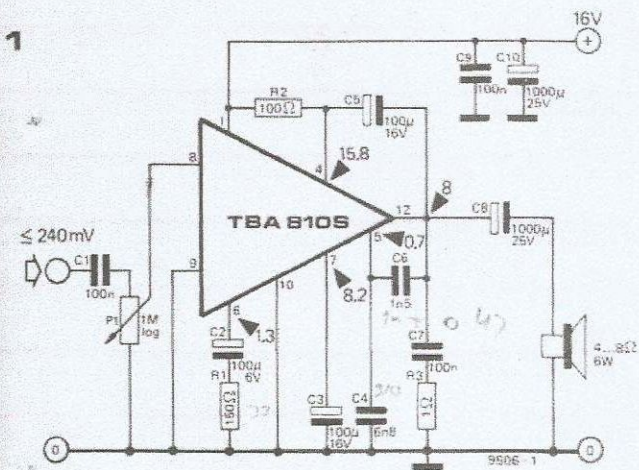 1
16V
+
C9
100n
C10
1000µ
25V
R2
100Ω
C5
100µ
16V
1
4
15,8
8
TBA 810S
12
8
C8
1000µ
25V
5
0,7
≤ 240mV
C1
100n
9
7
8,2
C6
1n5
10
P1
1M
log
6
1,3
C2
100µ
6V
C7
100n
4...8Ω
6W
R1
150Ω
C3
100µ
16V
C4
6n8
R3
1Ω
0
0
9906-1